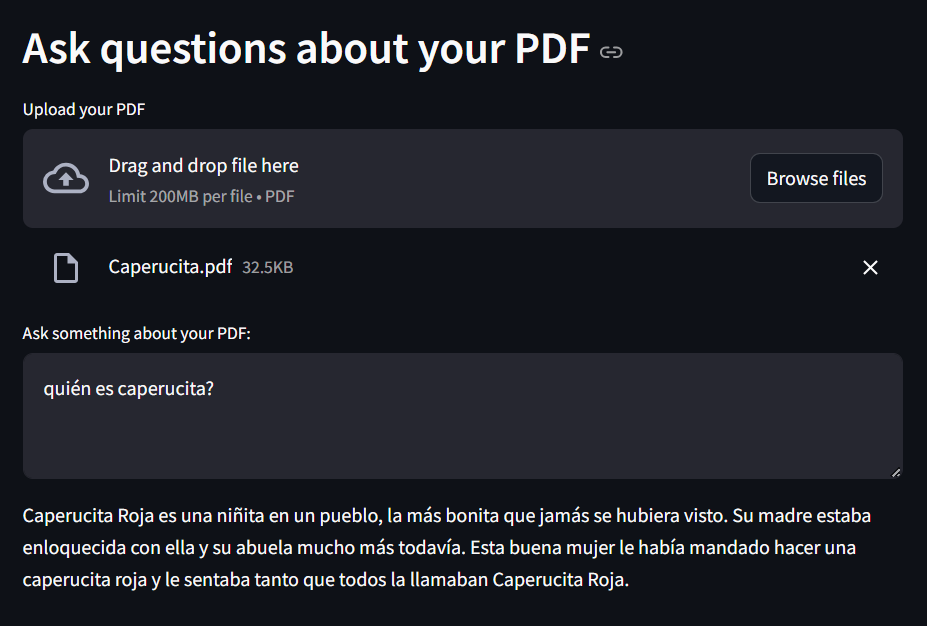 Ask questions about your PDF
Upload your PDF
Drag and drop file here
Limit 200MB per file • PDF
Browse files
Caperucita.pdf 32.5KB
Ask something about your PDF:
quién es caperucita?
Caperucita Roja es una niñita en un pueblo, la más bonita que jamás se hubiera visto. Su madre estaba
enloquecida con ella y su abuela mucho más todavía. Esta buena mujer le había mandado hacer una
caperucita roja y le sentaba tanto que todos la llamaban Caperucita Roja.